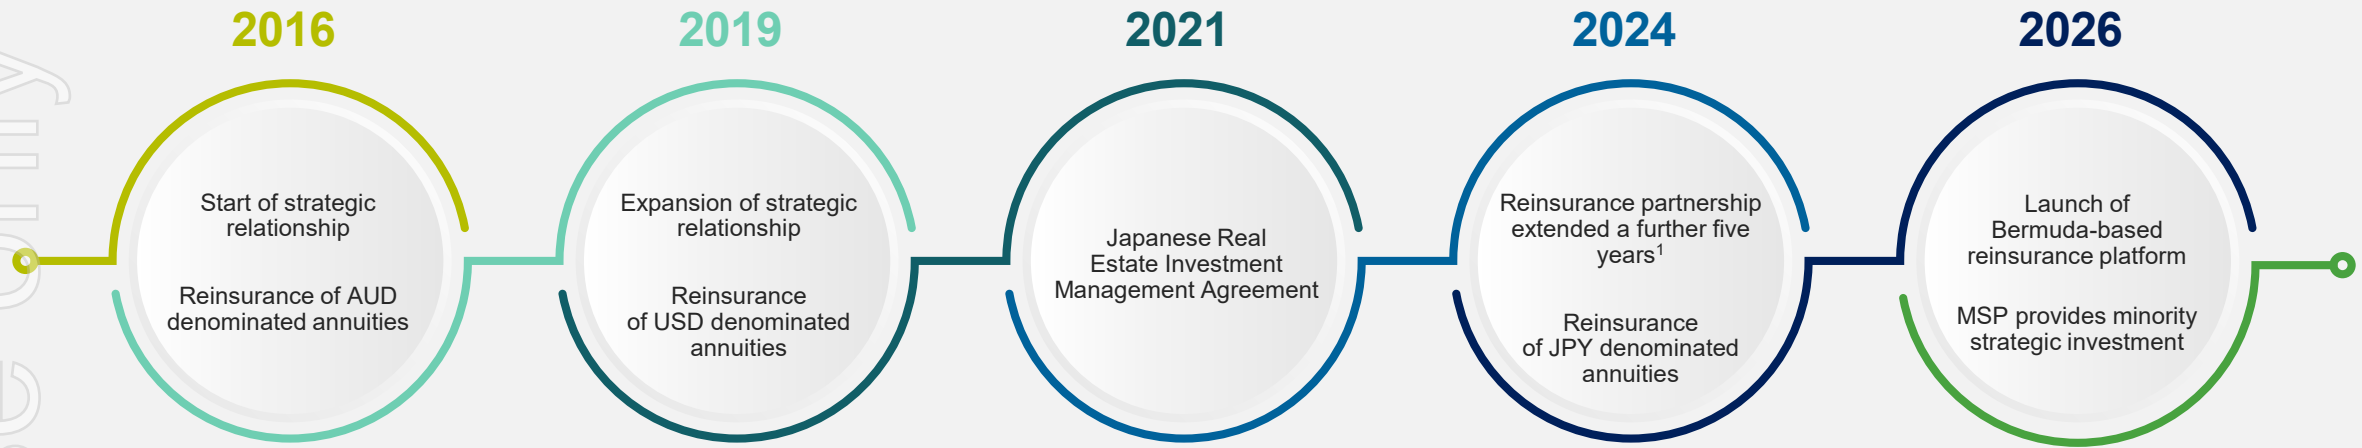 2016
Start of strategic
relationship
Reinsurance of AUD
denominated annuities
2019
Expansion of strategic
relationship
Reinsurance
of USD denominated
annuities
2021
Japanese Real
Estate Investment
Management Agreement
2024
Reinsurance partnership
extended a further five
years¹
Reinsurance
of JPY denominated
annuities
2026
Launch of
Bermuda-based
reinsurance platform
MSP provides minority
strategic investment